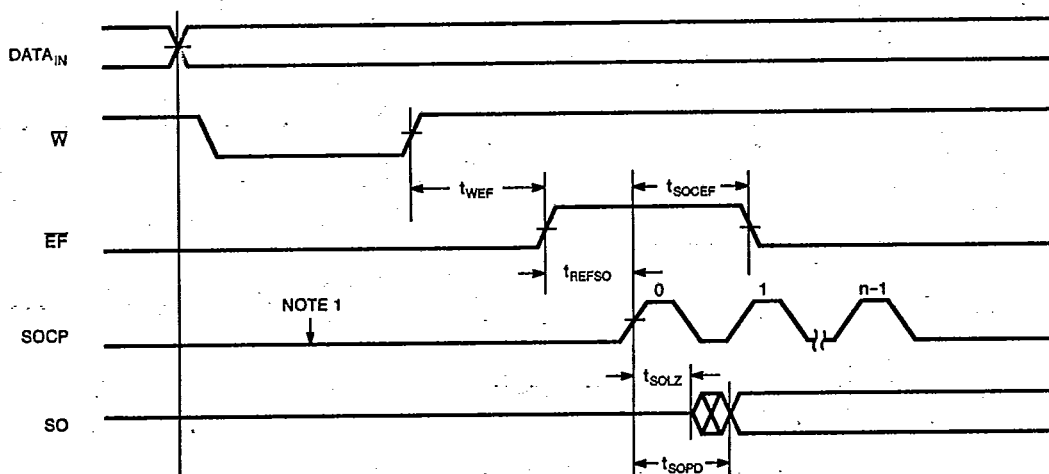 DATAIN
W
tWEF
tSOCEF
EF
tREFSO
0
1
n-1
NOTE 1
SOCP
tSOLZ
SO
tSOPD